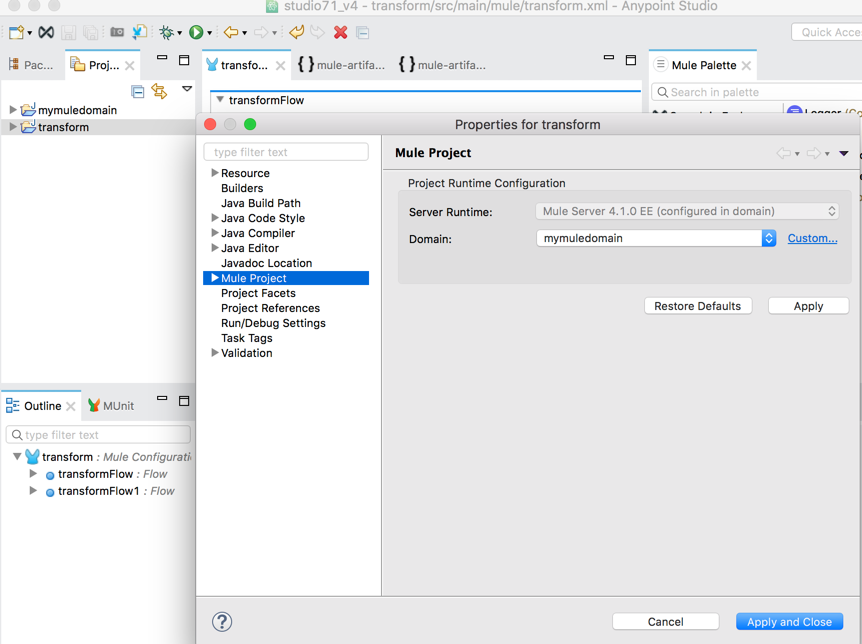 studio71_v4 - transform/src/main/mule/transform.xml - Anypoint Studio
Quick Acce
Pac...
Proj...
transfo...
{ } mule-artifa...
{ } mule-artifa...
Mule Palette
Search in palette
mymuledomain
transform
transformFlow
Logger
Properties for transform
type filter text
Resource
Builders
Java Build Path
Java Code Style
Java Compiler
Java Editor
Javadoc Location
Mule Project
Project Facets
Project References
Run/Debug Settings
Task Tags
Validation
Mule Project
Project Runtime Configuration
Server Runtime:
Mule Server 4.1.0 EE (configured in domain)
Domain:
mymuledomain
Custom...
Restore Defaults
Apply
Outline
MUnit
type filter text
transform : Mule Configurati
transformFlow : Flow
transformFlow1 : Flow
?
Cancel
Apply and Close